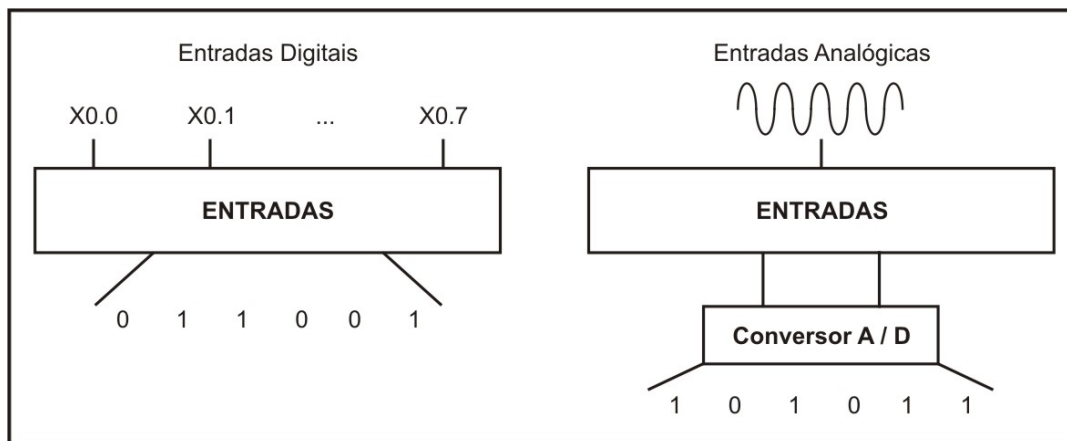 Entradas Digitais
X0.0 X0.1 ... X0.7
ENTRADAS
0 1 1 0 0 1
Entradas Analógicas
ENTRADAS
Conversor A / D
1 0 1 0 1 1